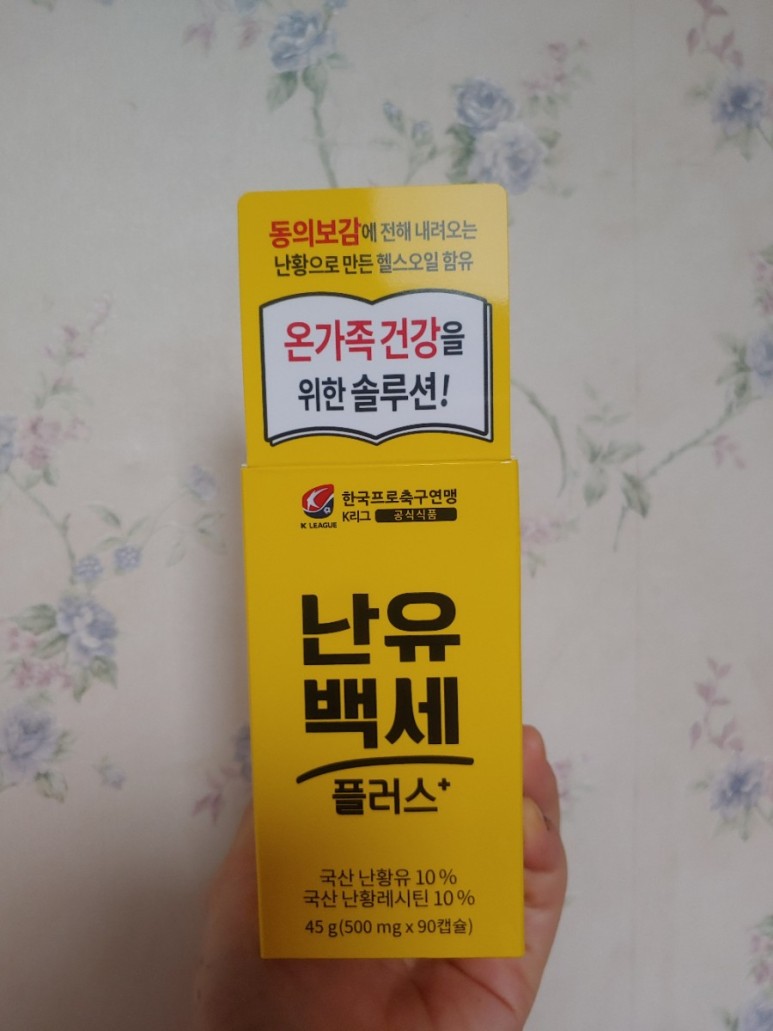 동의보감에 전해 내려오는
난황으로 만든 헬스오일 함유
온가족 건강을
위한 솔루션!
K LEAGUE
한국프로축구연맹
K리그 공식식품
난유
백세
플러스+
국산 난황유 10 %
국산 난황레시틴 10 %
45 g(500 mg x 90캡슐)